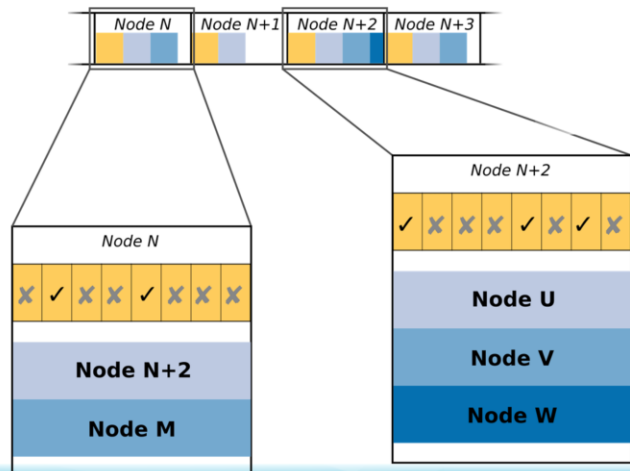 Node N
Node N+1
Node N+2
Node N+3
Node N+2
✓ ✘ ✘ ✘ ✓ ✘ ✓ ✘
Node U
Node V
Node W
Node N
✘ ✓ ✘ ✘ ✓ ✘ ✘ ✘
Node N+2
Node M